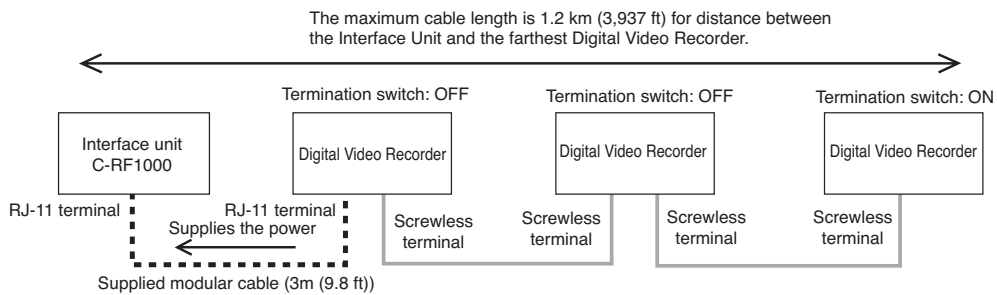 The maximum cable length is 1.2 km (3,937 ft) for distance between
the Interface Unit and the farthest Digital Video Recorder.
Termination switch: OFF
Termination switch: OFF
Termination switch: ON
Interface unit
C-RF1000
Digital Video Recorder
Digital Video Recorder
Digital Video Recorder
RJ-11 terminal
RJ-11 terminal
Supplies the power
Screwless
terminal
Screwless
terminal
Screwless
terminal
Screwless
terminal
Supplied modular cable (3m (9.8 ft))